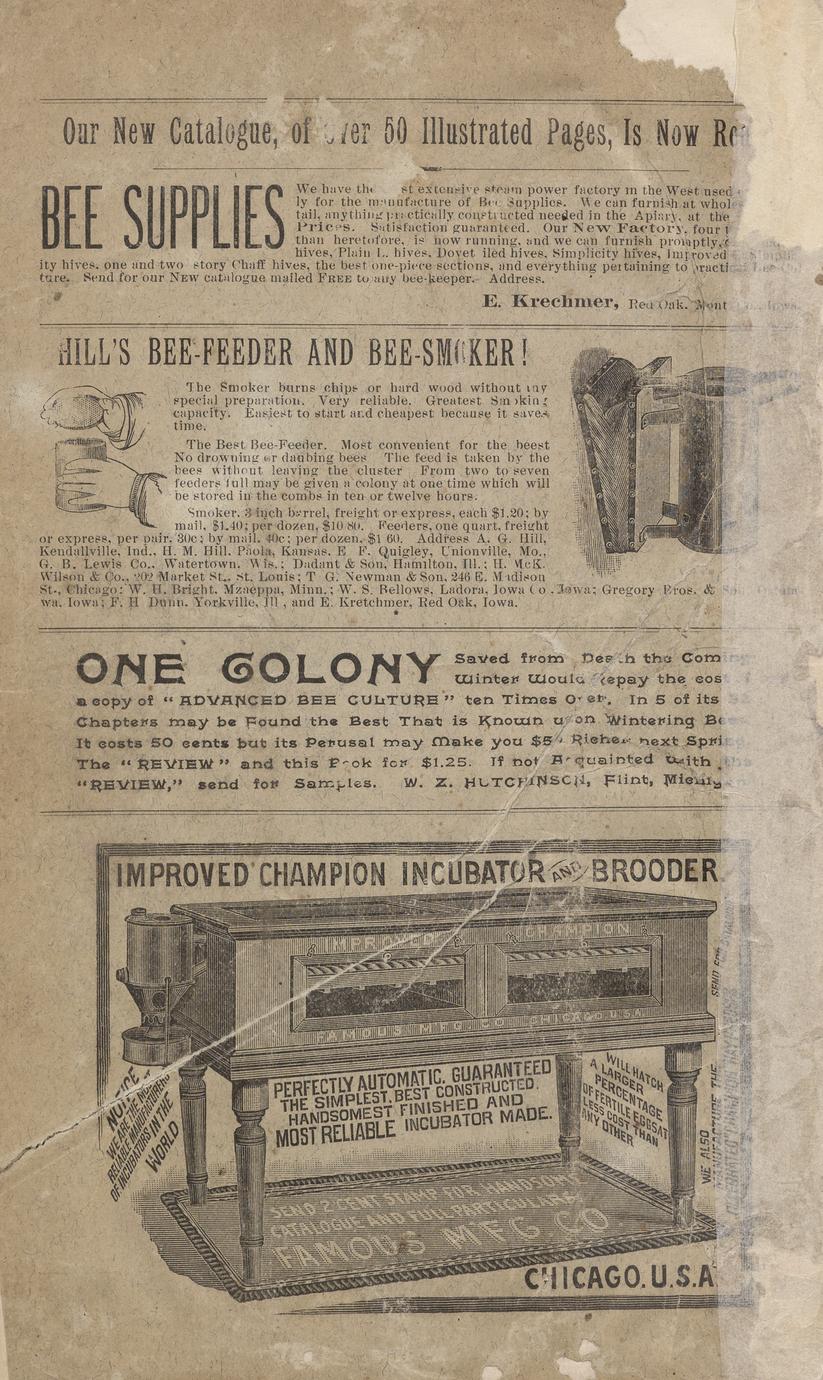 Our New Catalogue, of 50 Illustrated Pages, Is Now
BEE SUPPLIES
We have st extensive steam power factory in the West used
ly for the manufacture of Bee Supplies. We can furnish at whol
tail, anything practically constructed needed in the Apiary, at the
Prices. Satisfaction guaranteed. Our New Factory, four
than heretofore, is now running, and we can furnish promptly,
hives, Plain L. hives, Dovetailed hives, Simplicity hives, Improved
ity hives, one and two story Chaff hives, the best one-piece sections, and everything pertaining to practi
ture. Send for our NEW catalogue mailed FREE to any bee-keeper. Address.
E. Krechmer, Red Oak, Mont
HILL'S BEE-FEEDER AND BEE-SMOKER!
The Smoker burns chips or hard wood without any
special preparation. Very reliable. Greatest Smoking
capacity. Easiest to start and cheapest because it saves
time.
The Best Bee-Feeder. Most convenient for the beest
No drowning or daubing bees The feed is taken by the
bees without leaving the cluster From two to seven
feeders full may be given a colony at one time which will
be stored in the combs in ten or twelve hours.
Smoker, 3 inch barrel, freight or express, each $1.20; by
mail, $1.40; per dozen, $10 80. Feeders, one quart, freight
or express, per pair, 30c; by mail, 40c; per dozen, $1 60. Address A. G. Hill,
Kendallville, Ind., H. M. Hill, Paola, Kansas, E F. Quigley, Unionville, Mo.,
G. B. Lewis Co., Watertown, Wis.; Dadant & Son, Hamilton, Ill.; H. McK.
Wilson & Co., 202 Market St., St. Louis; T G. Newman & Son, 246 E. Madison
St., Chicago; W. H. Bright, Mzaeppa, Minn.; W. S. Bellows, Ladora, Iowa Co. Iowa; Gregory Bros. &
wa, Iowa; F. H Dunn, Yorkville, Ill , and E. Kretchmer, Red Oak, Iowa.
ONE COLONY Saved from Death the Com
Winter Would repay the cos
a copy of "ADVANCED BEE CULTURE" ten Times Over. In 5 of its
Chapters may be Found the Best That is Known upon Wintering Be
It costs 50 cents but its Perusal may Make you $5 Richer next Spri
The "REVIEW" and this Book for $1.25. If not Acquainted with
"REVIEW," send for Samples. W. Z. HUTCHINSON, Flint,
IMPROVED CHAMPION INCUBATOR AND BROODER
IMPROVED CHAMPION
FAMOUS MFG CO CHICAGO. U.S.A.
PERFECTLY AUTOMATIC. GUARANTEED
THE SIMPLEST, BEST CONSTRUCTED,
HANDSOMEST FINISHED AND
MOST RELIABLE INCUBATOR MADE.
WE ARE THE
RELIABLE MANUFACTURERS
OF INCUBATORS IN THE
WORLD
WILL HATCH
A LARGER
PERCENTAGE
OF FERTILE EGGS AT
LESS COST THAN
ANY OTHER
WE ALSO
SEND 2 CENT STAMP FOR HANDSOME
CATALOGUE AND FULL PARTICULARS
FAMOUS MFG CO
CHICAGO. U.S.A